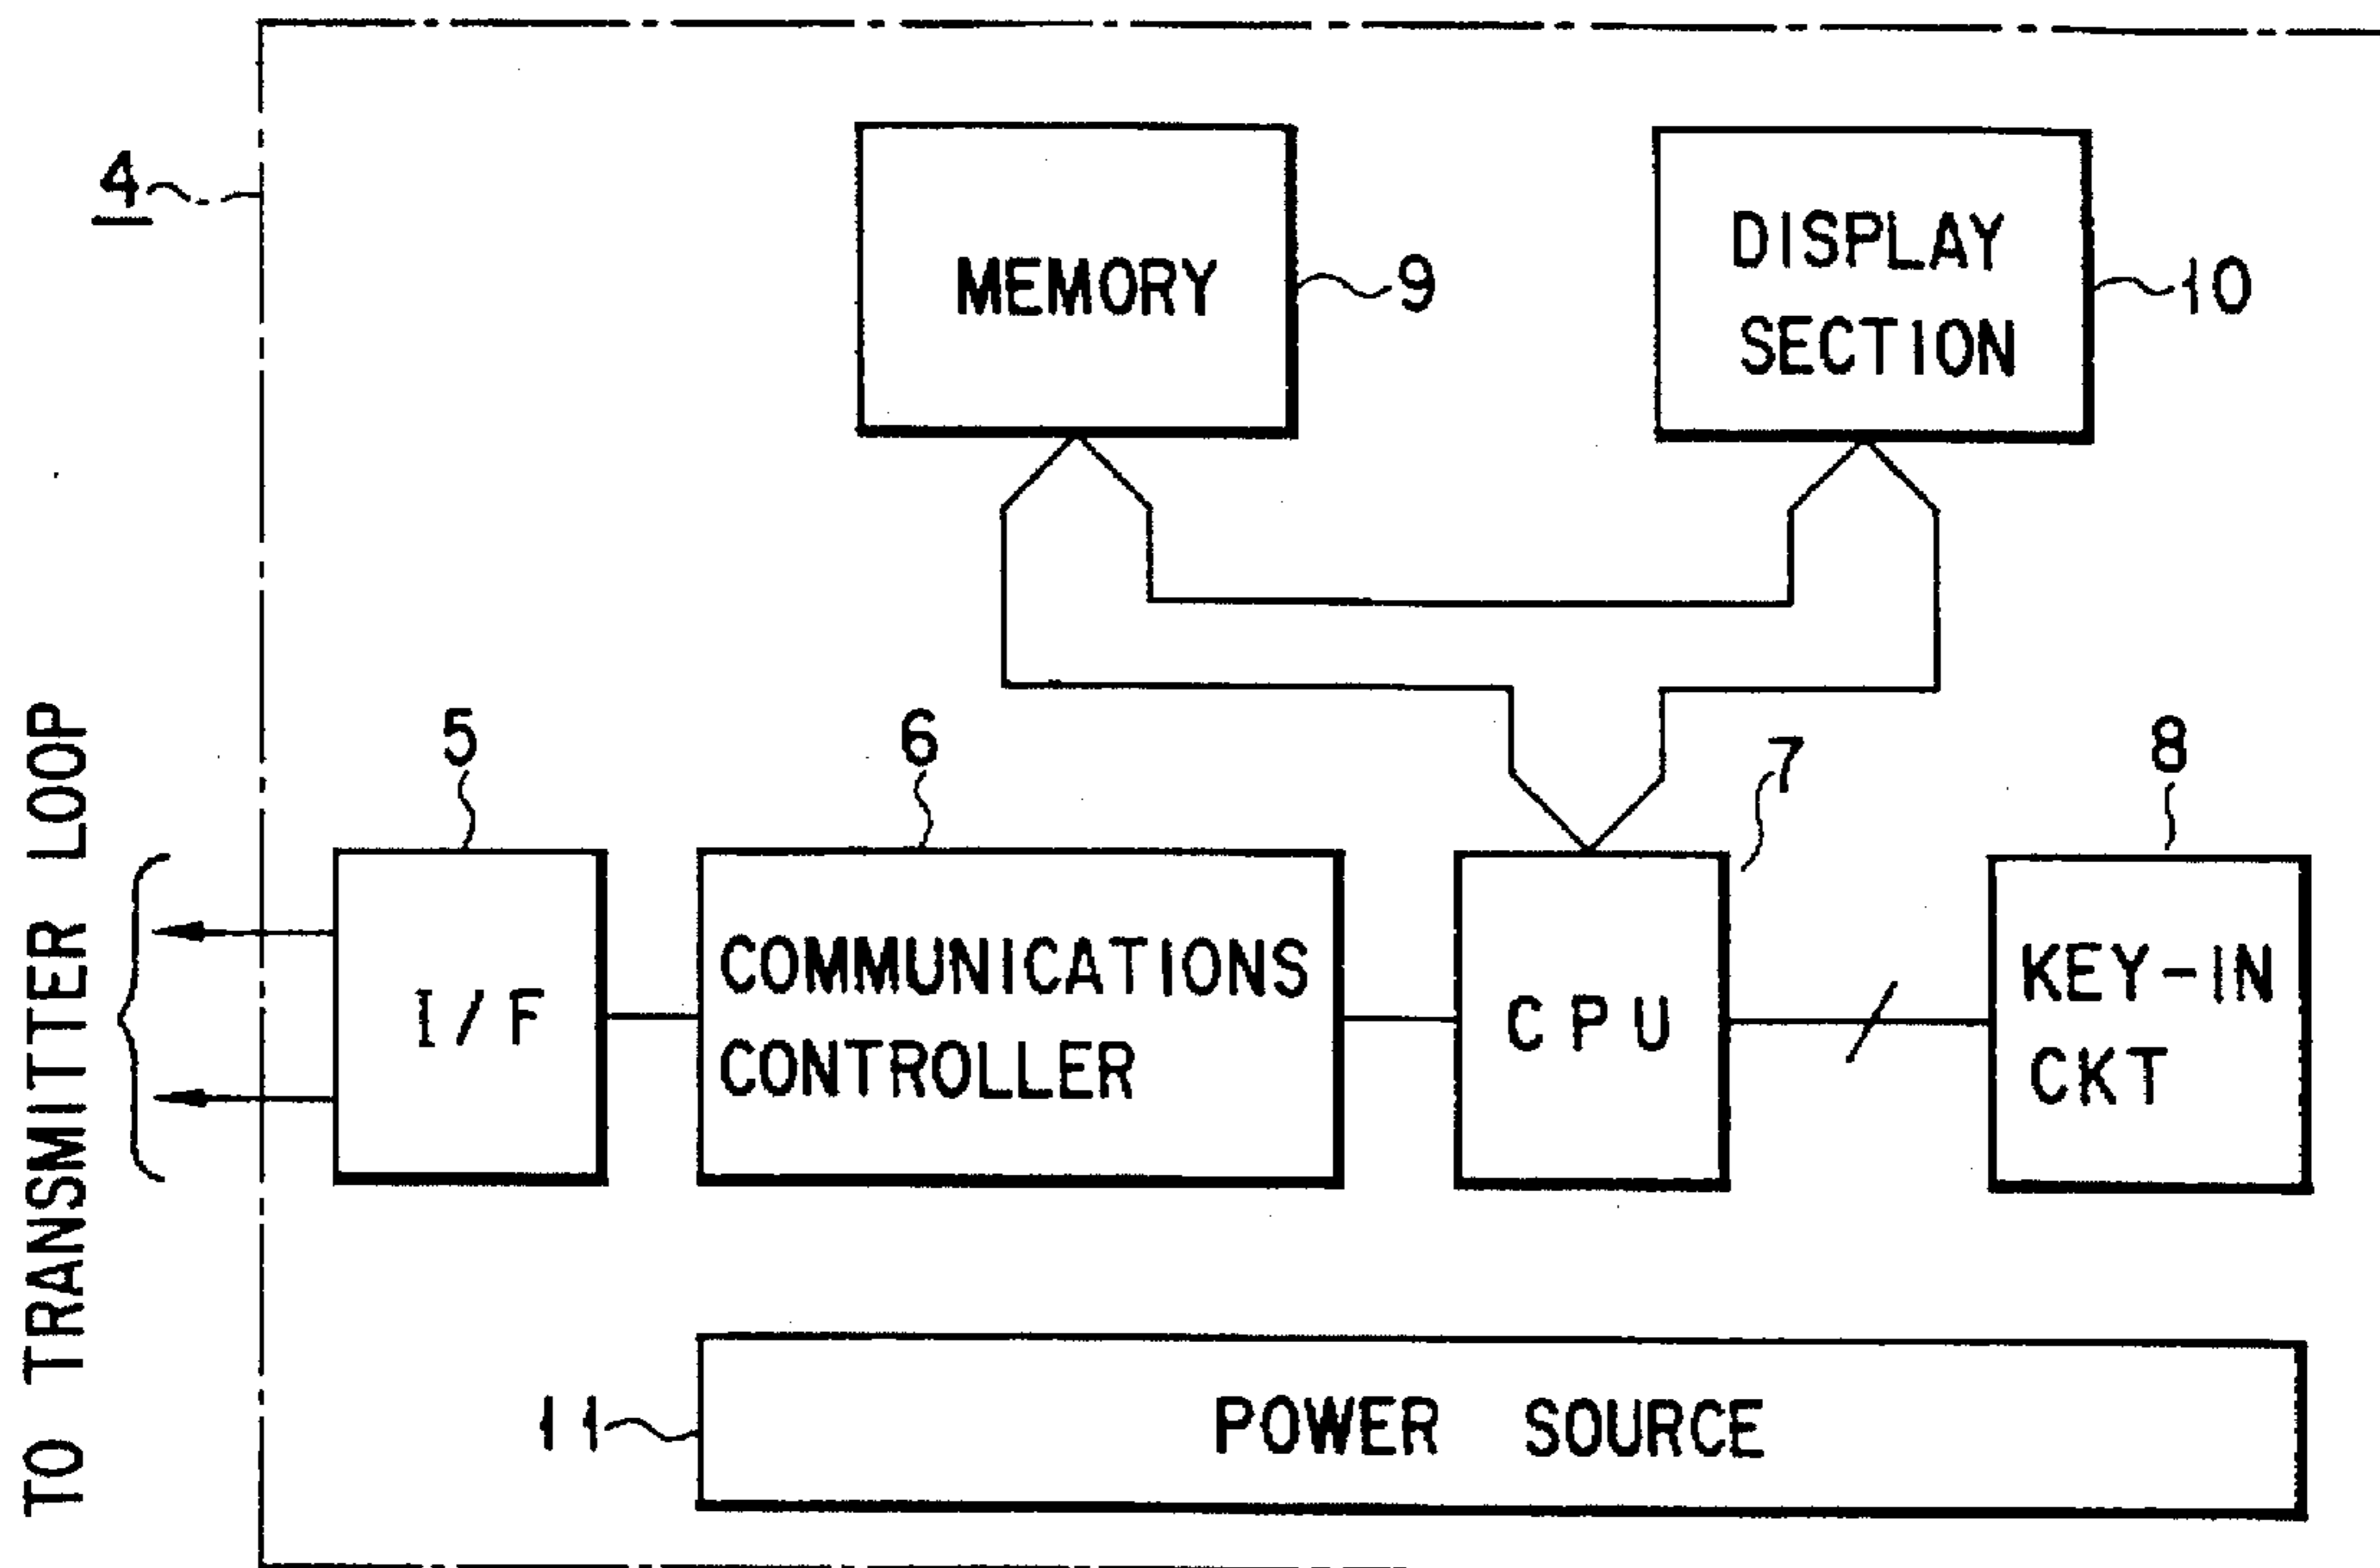 4
MEMORY
9
DISPLAY
SECTION
10
TO TRANSMITTER LOOP
5
6
7
8
I/F
COMMUNICATIONS
CONTROLLER
CPU
KEY-IN
CKT
11
POWER SOURCE